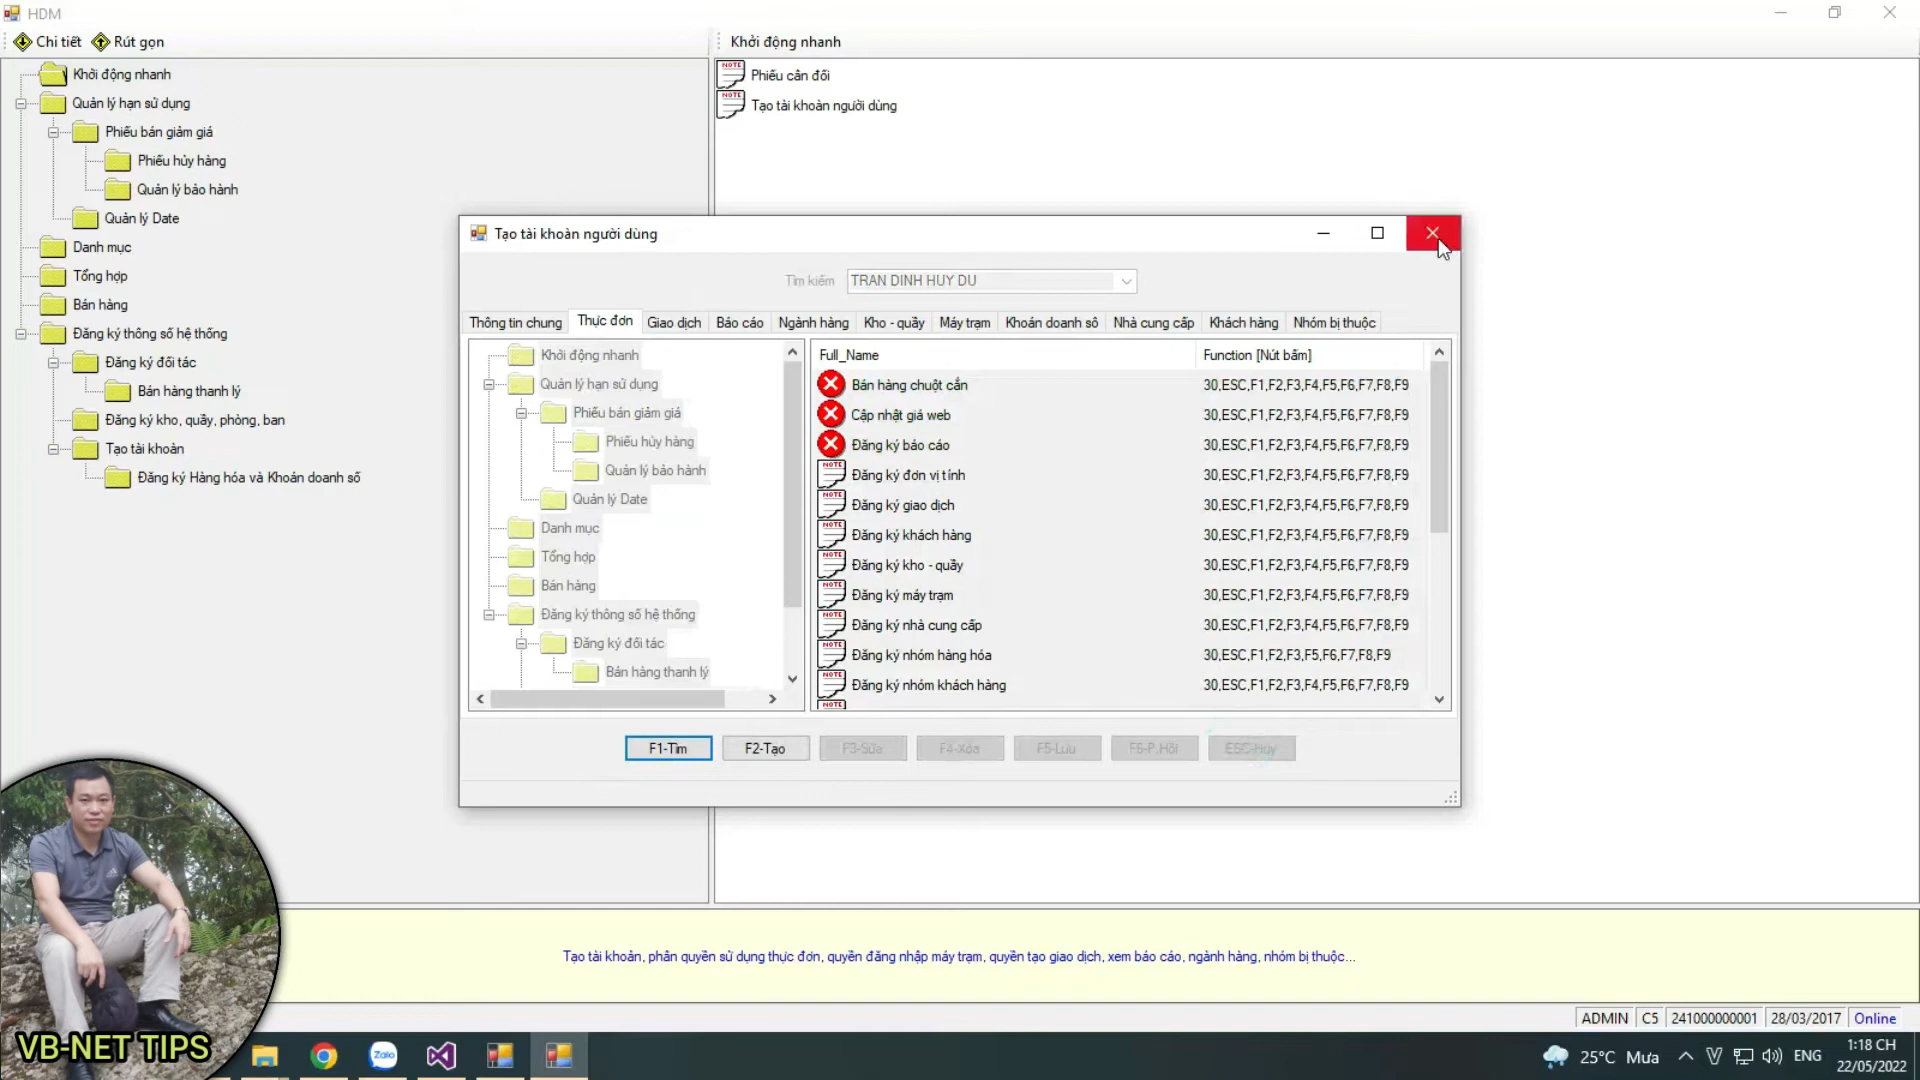 HDM
Chi tiết
Rút gọn
Khởi động nhanh
Khởi động nhanh
Quản lý hạn sử dụng
Phiếu bán giảm giá
Phiếu hủy hàng
Quản lý bảo hành
Quản lý Date
Danh mục
Tổng hợp
Bán hàng
Đăng ký thông số hệ thống
Đăng ký đối tác
Bán hàng thanh lý
Đăng ký kho, quầy, phòng, ban
Tạo tài khoản
Đăng ký Hàng hóa và Khoán doanh số
NOTE Phiếu cân đối
NOTE Tạo tài khoản người dùng
Tạo tài khoản người dùng
Tìm kiếm TRAN DINH HUY DU
Thông tin chung Thực đơn Giao dịch Báo cáo Ngành hàng Kho - quầy Máy trạm Khoán doanh số Nhà cung cấp Khách hàng Nhóm bị thuộc
Khởi động nhanh
Quản lý hạn sử dụng
Phiếu bán giảm giá
Phiếu hủy hàng
Quản lý bảo hành
Quản lý Date
Danh mục
Tổng hợp
Bán hàng
Đăng ký thông số hệ thống
Đăng ký đối tác
Bán hàng thanh lý
Full_Name Function [Nút bấm]
Bán hàng chuột cắn 30,ESC,F1,F2,F3,F4,F5,F6,F7,F8,F9
Cập nhật giá web 30,ESC,F1,F2,F3,F4,F5,F6,F7,F8,F9
Đăng ký báo cáo 30,ESC,F1,F2,F3,F4,F5,F6,F7,F8,F9
NOTE Đăng ký đơn vị tính 30,ESC,F1,F2,F3,F4,F5,F6,F7,F8,F9
NOTE Đăng ký giao dịch 30,ESC,F1,F2,F3,F4,F5,F6,F7,F8,F9
NOTE Đăng ký khách hàng 30,ESC,F1,F2,F3,F4,F5,F6,F7,F8,F9
NOTE Đăng ký kho - quầy 30,ESC,F1,F2,F3,F4,F5,F6,F7,F8,F9
NOTE Đăng ký máy trạm 30,ESC,F1,F2,F3,F4,F5,F6,F7,F8,F9
NOTE Đăng ký nhà cung cấp 30,ESC,F1,F2,F3,F4,F5,F6,F7,F8,F9
NOTE Đăng ký nhóm hàng hóa 30,ESC,F1,F2,F3,F5,F6,F7,F8,F9
NOTE Đăng ký nhóm khách hàng 30,ESC,F1,F2,F3,F4,F5,F6,F7,F8,F9
NOTE
F1-Tìm F2-Tạo F3-Sửa F4-Xóa F5-Lưu F6-P.Hồi ESC-Hủy
Tạo tài khoản, phân quyền sử dụng thực đơn, quyền đăng nhập máy trạm, quyền tạo giao dịch, xem báo cáo, ngành hàng, nhóm bị thuộc...
ADMIN C5 241000000001 28/03/2017 Online
VB-NET TIPS
Zalo
25°C Mưa
ENG
1:18 CH
22/05/2022